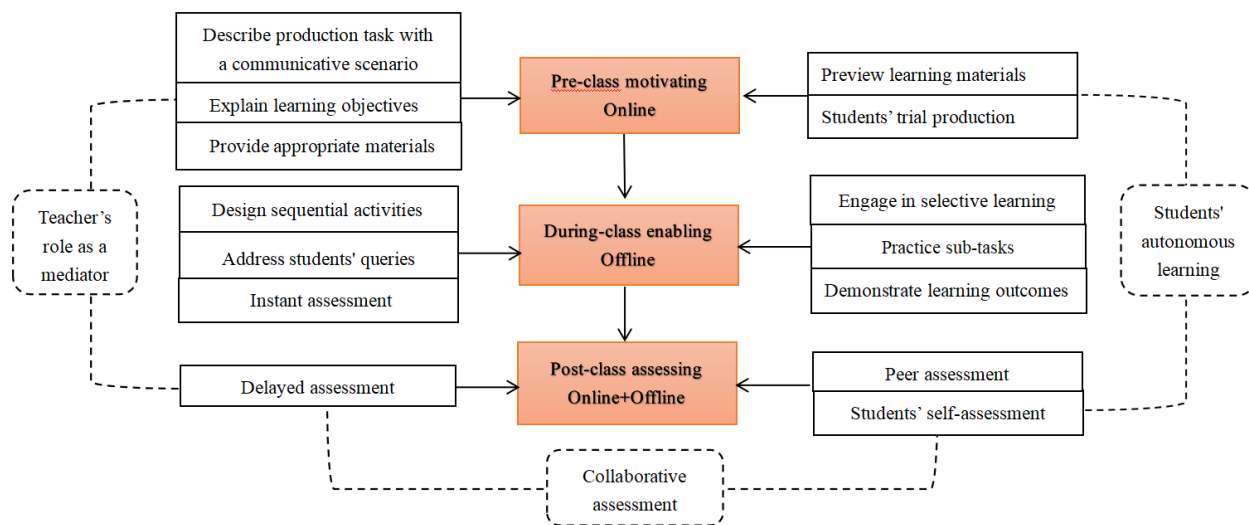 Describe production task with
a communicative scenario
Explain learning objectives
Provide appropriate materials
Pre-class motivating
Online
Preview learning materials
Students’ trial production
Teacher’s
role as a
mediator
Design sequential activities
Address students' queries
Instant assessment
During-class enabling
Offline
Engage in selective learning
Practice sub-tasks
Demonstrate learning outcomes
Students'
autonomous
learning
Delayed assessment
Post-class assessing
Online+Offline
Peer assessment
Students’ self-assessment
Collaborative
assessment